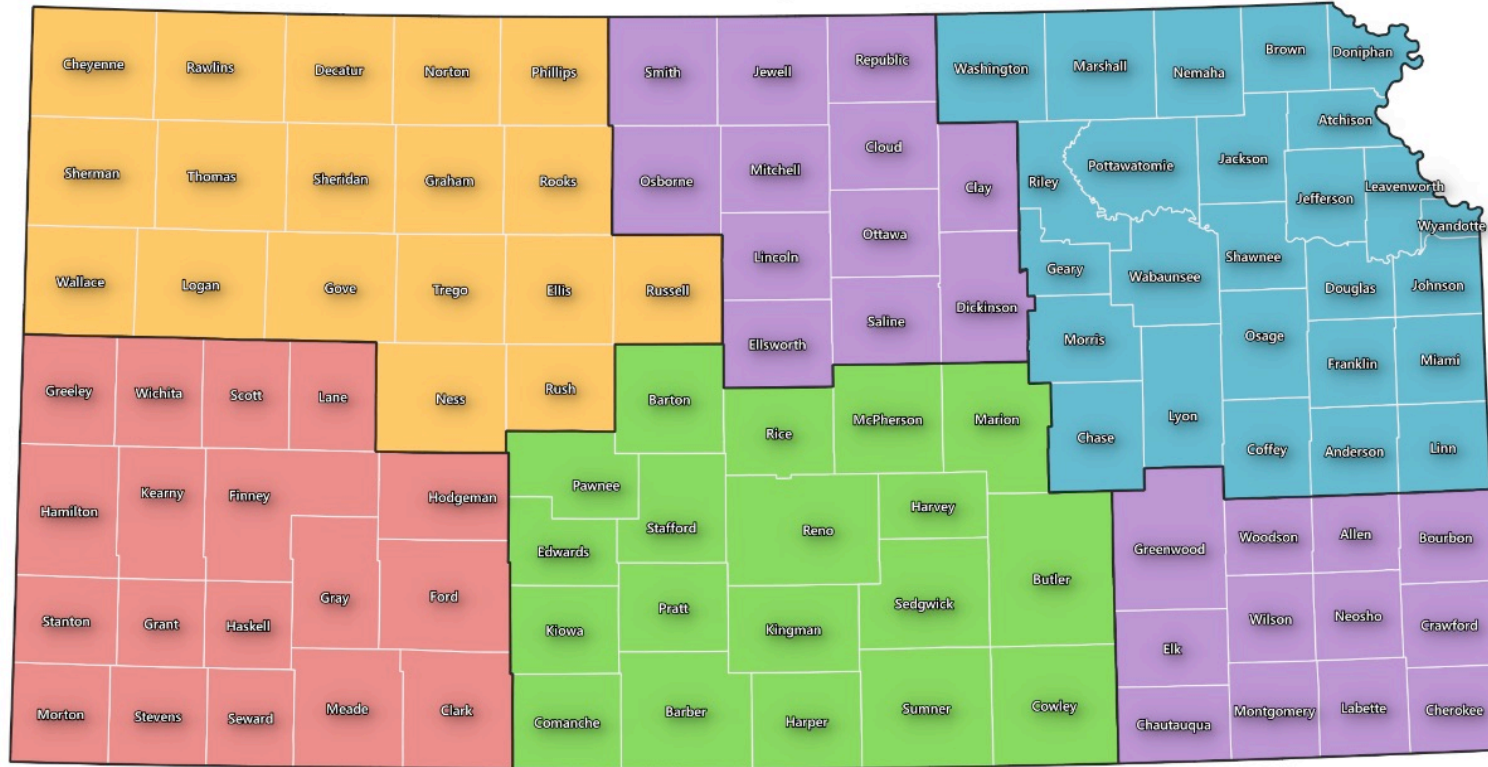 Cheyenne
Rawlins
Decatur
Norton
Phillips
Smith
Jewell
Republic
Washington
Marshall
Nemaha
Brown
Doniphan
Sherman
Thomas
Sheridan
Graham
Rooks
Osborne
Mitchell
Cloud
Clay
Riley
Pottawatomie
Jackson
Atchison
Jefferson
Leavenworth
Wyandotte
Wallace
Logan
Gove
Trego
Ellis
Russell
Lincoln
Ottawa
Ellsworth
Saline
Dickinson
Geary
Wabaunsee
Shawnee
Douglas
Johnson
Morris
Osage
Franklin
Miami
Greeley
Wichita
Scott
Lane
Ness
Rush
Barton
Rice
McPherson
Marion
Chase
Lyon
Coffey
Anderson
Linn
Hamilton
Kearny
Finney
Hodgeman
Pawnee
Stafford
Edwards
Reno
Harvey
Butler
Greenwood
Woodson
Allen
Bourbon
Stanton
Grant
Haskell
Gray
Ford
Kiowa
Pratt
Kingman
Sedgwick
Elk
Wilson
Neosho
Crawford
Morton
Stevens
Seward
Meade
Clark
Comanche
Barber
Harper
Sumner
Cowley
Chautauqua
Montgomery
Labette
Cherokee